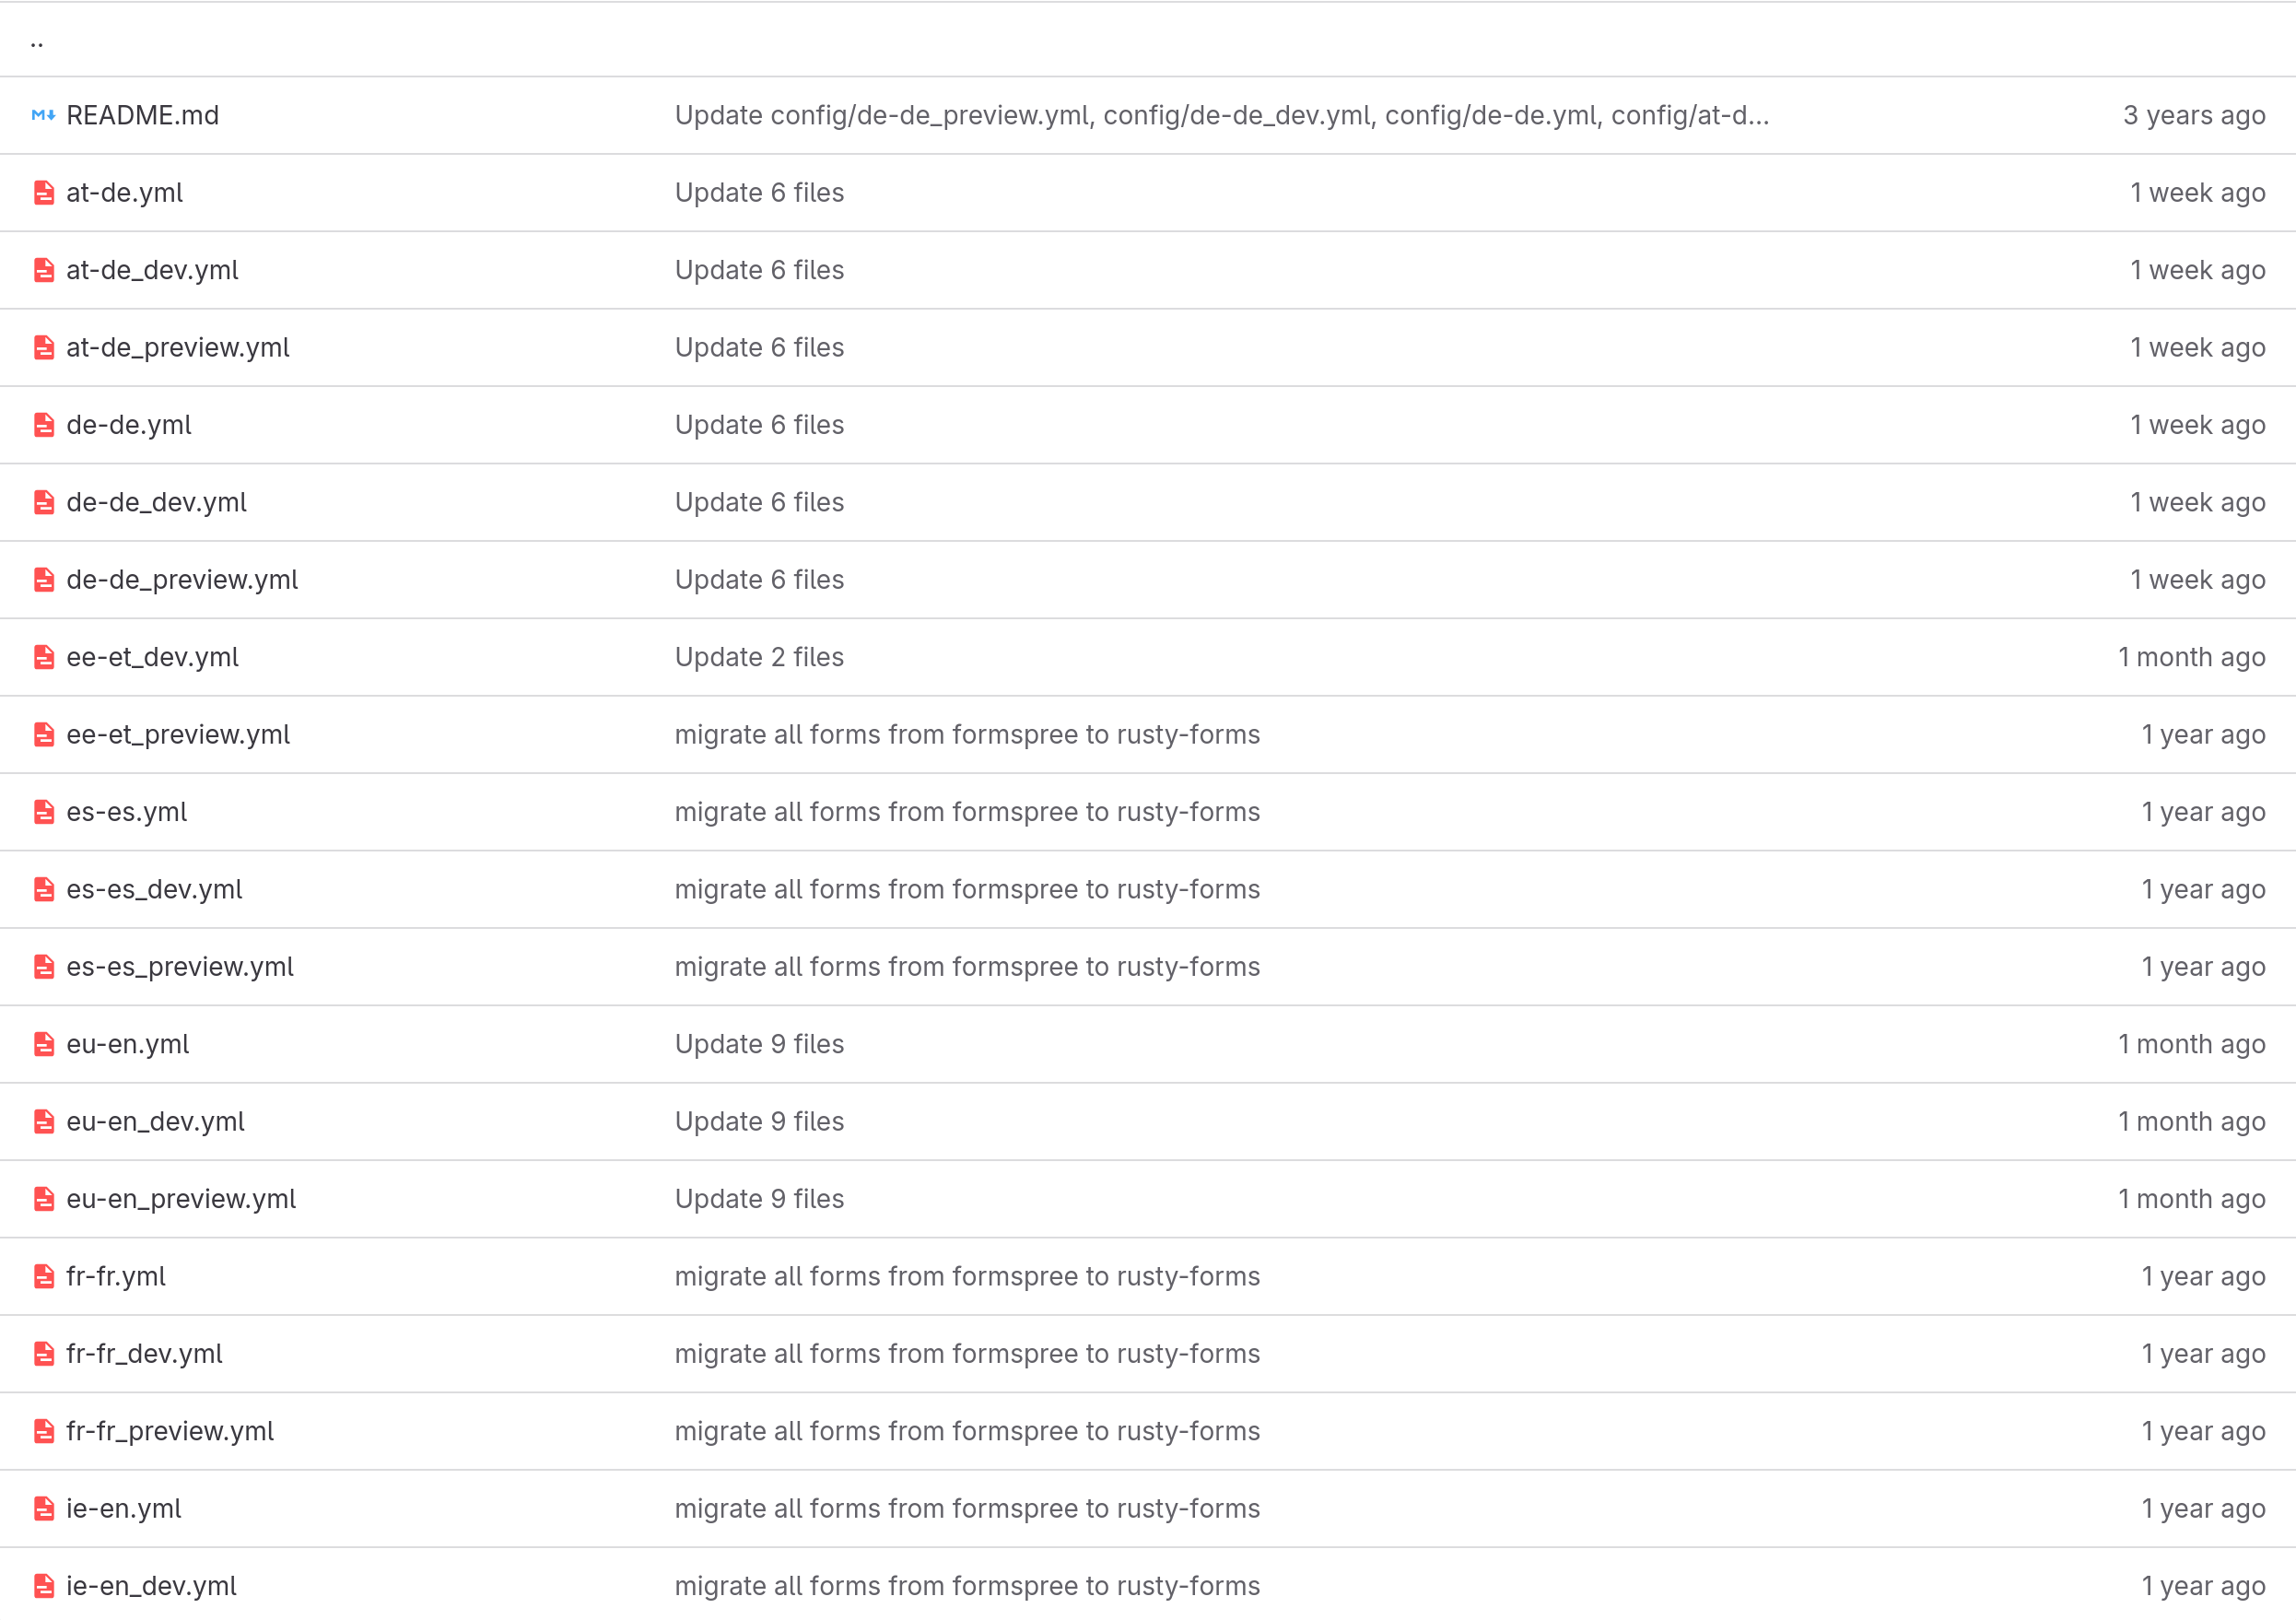 ..
README.md Update config/de-de_preview.yml, config/de-de_dev.yml, config/de-de.yml, config/at-d... 3 years ago
at-de.yml Update 6 files 1 week ago
at-de_dev.yml Update 6 files 1 week ago
at-de_preview.yml Update 6 files 1 week ago
de-de.yml Update 6 files 1 week ago
de-de_dev.yml Update 6 files 1 week ago
de-de_preview.yml Update 6 files 1 week ago
ee-et_dev.yml Update 2 files 1 month ago
ee-et_preview.yml migrate all forms from formspree to rusty-forms 1 year ago
es-es.yml migrate all forms from formspree to rusty-forms 1 year ago
es-es_dev.yml migrate all forms from formspree to rusty-forms 1 year ago
es-es_preview.yml migrate all forms from formspree to rusty-forms 1 year ago
eu-en.yml Update 9 files 1 month ago
eu-en_dev.yml Update 9 files 1 month ago
eu-en_preview.yml Update 9 files 1 month ago
fr-fr.yml migrate all forms from formspree to rusty-forms 1 year ago
fr-fr_dev.yml migrate all forms from formspree to rusty-forms 1 year ago
fr-fr_preview.yml migrate all forms from formspree to rusty-forms 1 year ago
ie-en.yml migrate all forms from formspree to rusty-forms 1 year ago
ie-en_dev.yml migrate all forms from formspree to rusty-forms 1 year ago